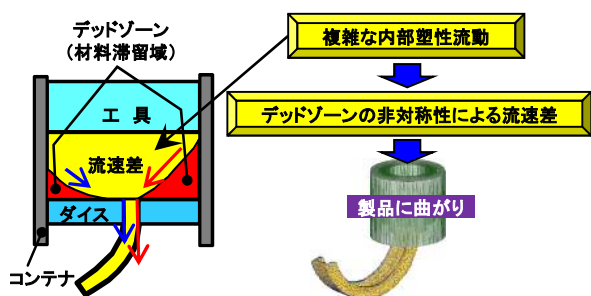 デッドゾーン
（材料滞留域）
工具
流速差
ダイス
コンテナ
複雑な内部塑性流動
デッドゾーンの非対称性による流速差
製品に曲がり